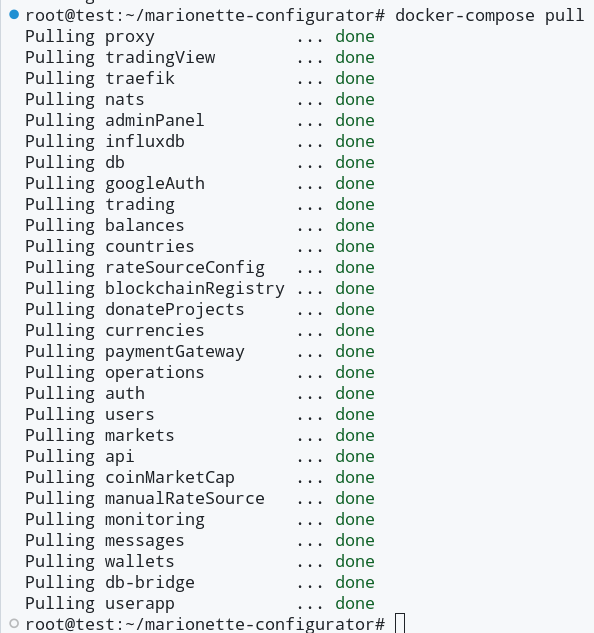 root@test:~/marionette-configurator# docker-compose pull
Pulling proxy              ... done
Pulling tradingView        ... done
Pulling traefik            ... done
Pulling nats               ... done
Pulling adminPanel         ... done
Pulling influxdb           ... done
Pulling db                 ... done
Pulling googleAuth         ... done
Pulling trading            ... done
Pulling balances           ... done
Pulling countries          ... done
Pulling rateSourceConfig   ... done
Pulling blockchainRegistry ... done
Pulling donateProjects     ... done
Pulling currencies         ... done
Pulling paymentGateway     ... done
Pulling operations         ... done
Pulling auth               ... done
Pulling users              ... done
Pulling markets            ... done
Pulling api                ... done
Pulling coinMarketCap      ... done
Pulling manualRateSource   ... done
Pulling monitoring         ... done
Pulling messages           ... done
Pulling wallets            ... done
Pulling db-bridge          ... done
Pulling userapp            ... done
root@test:~/marionette-configurator#